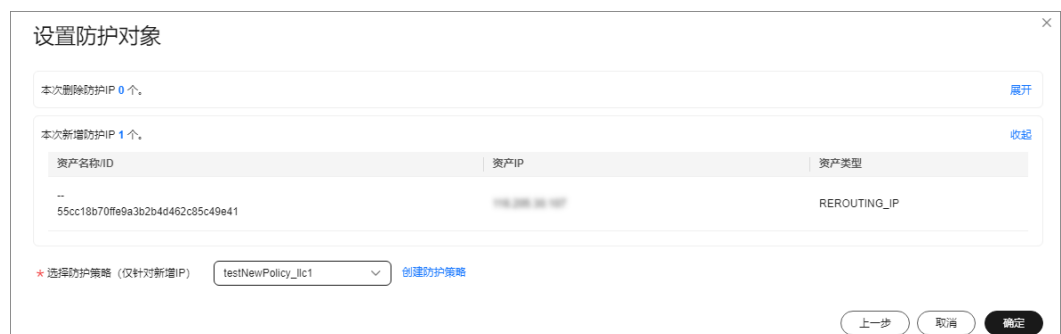 设置防护对象
本次删除防护IP 0 个。 展开
本次新增防护IP 1 个。 收起
资产名称/ID 资产IP 资产类型
--
55cc18b70ffe9a3b2b4d462c85c49e41 REROUTING_IP
* 选择防护策略（仅针对新增IP） testNewPolicy_llc1 创建防护策略
上一步 取消 确定